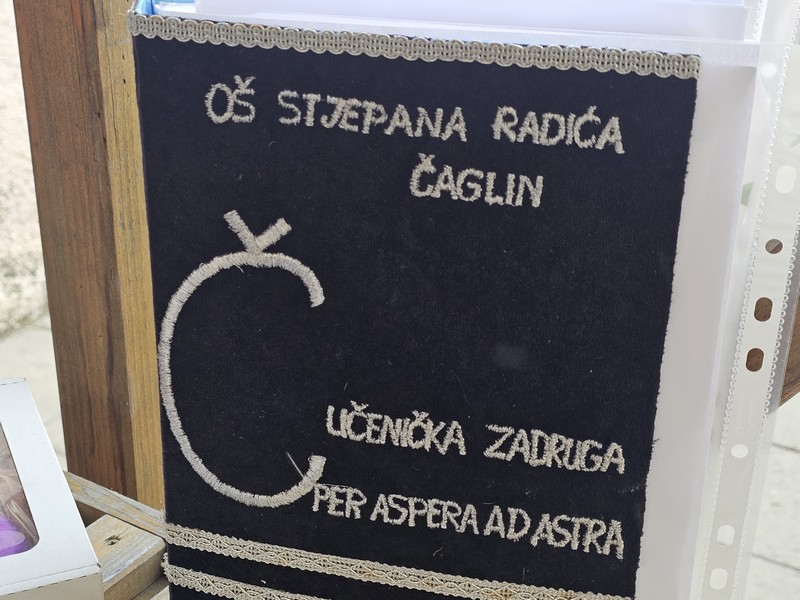 OŠ STJEPANA RADIĆA
ČAGLIN
Č
UČENIČKA ZADRUGA
PER ASPERA AD ASTRA